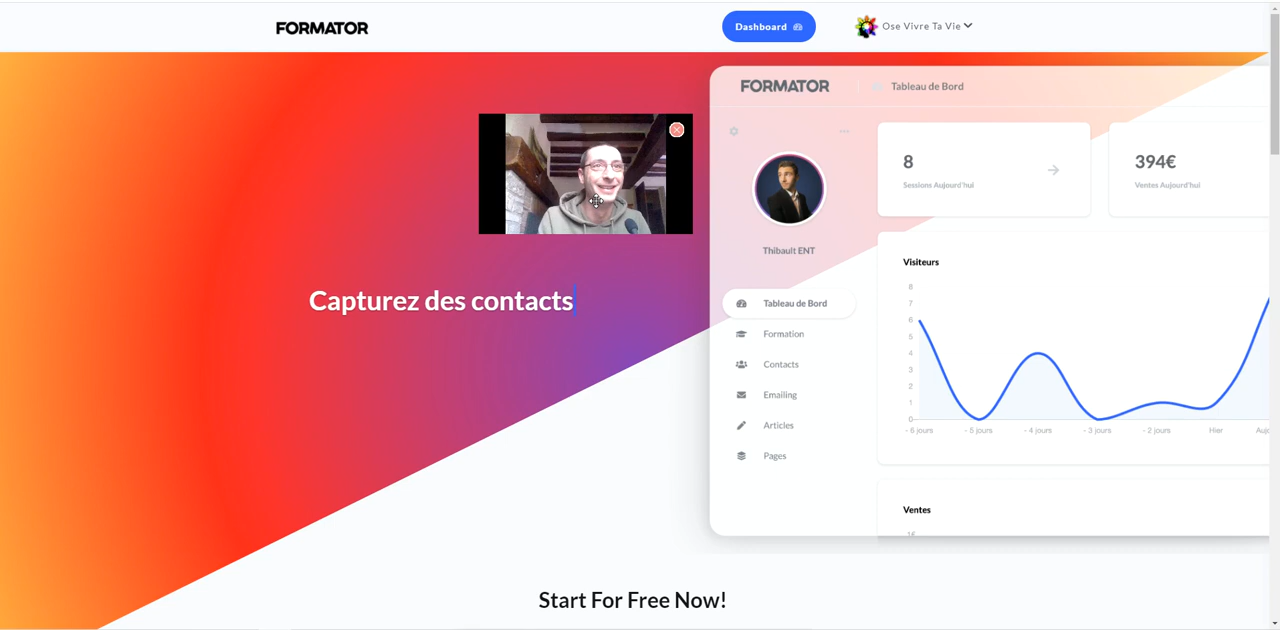 FORMATOR
Dashboard
Ose Vivre Ta Vie
FORMATOR
Tableau de Bord
Thibault ENT
Tableau de Bord
Formation
Contacts
Emailing
Articles
Pages
8
Sessions Aujourd'hui
394€
Ventes Aujourd'hui
Visiteurs
8
7
6
5
4
3
2
1
0
- 6 jours
- 5 jours
- 4 jours
- 3 jours
- 2 jours
Hier
Aujo
Ventes
Capturez des contacts
Start For Free Now!